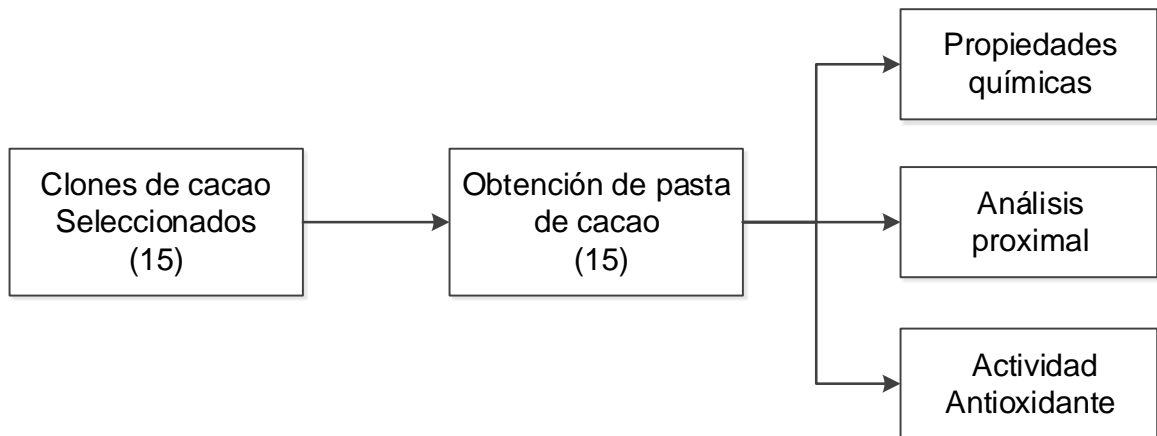 Clones de cacao
Seleccionados
(15)
Obtención de pasta
de cacao
(15)
Propiedades
químicas
Análisis
proximal
Actividad
Antioxidante